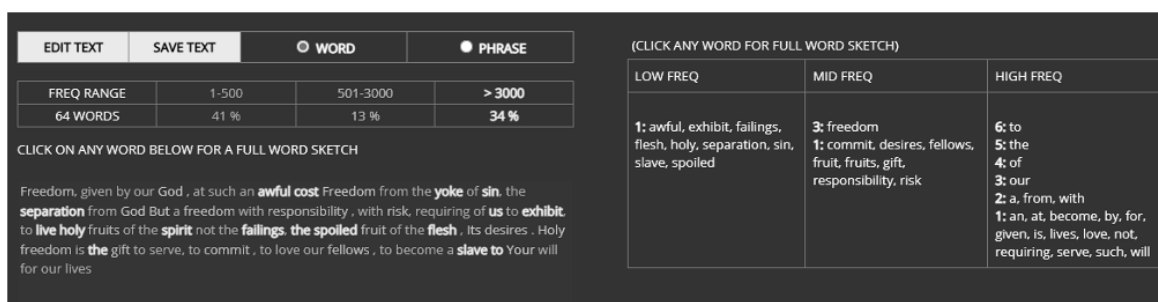 EDIT TEXT SAVE TEXT WORD PHRASE
FREQ RANGE 1-500 501-3000 > 3000
64 WORDS 41 % 13 % 34 %
CLICK ON ANY WORD BELOW FOR A FULL WORD SKETCH
Freedom, given by our God , at such an awful cost Freedom from the yoke of sin, the
separation from God But a freedom with responsibility , with risk, requiring of us to exhibit,
to live holy fruits of the spirit not the failings, the spoiled fruit of the flesh , Its desires . Holy
freedom is the gift to serve, to commit , to love our fellows , to become a slave to Your will
for our lives
(CLICK ANY WORD FOR FULL WORD SKETCH)
LOW FREQ MID FREQ HIGH FREQ
1: awful, exhibit, failings,
flesh, holy, separation, sin,
slave, spoiled
3: freedom
1: commit, desires, fellows,
fruit, fruits, gift,
responsibility, risk
6: to
5: the
4: of
3: our
2: a, from, with
1: an, at, become, by, for,
given, is, lives, love, not,
requiring, serve, such, will